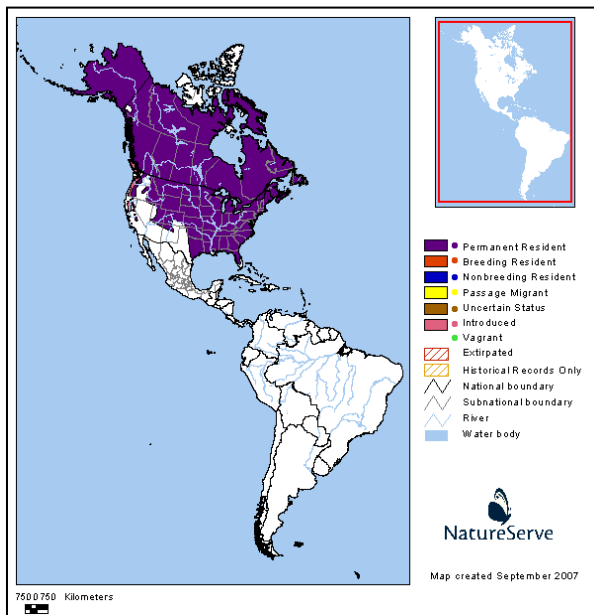 Permanent Resident
Breeding Resident
Nonbreeding Resident
Passage Migrant
Uncertain Status
Introduced
Vagrant
Extirpated
Historical Records Only
National boundary
Subnational boundary
River
Water body
NatureServe
Map created September 2007
7500750 Kilometers